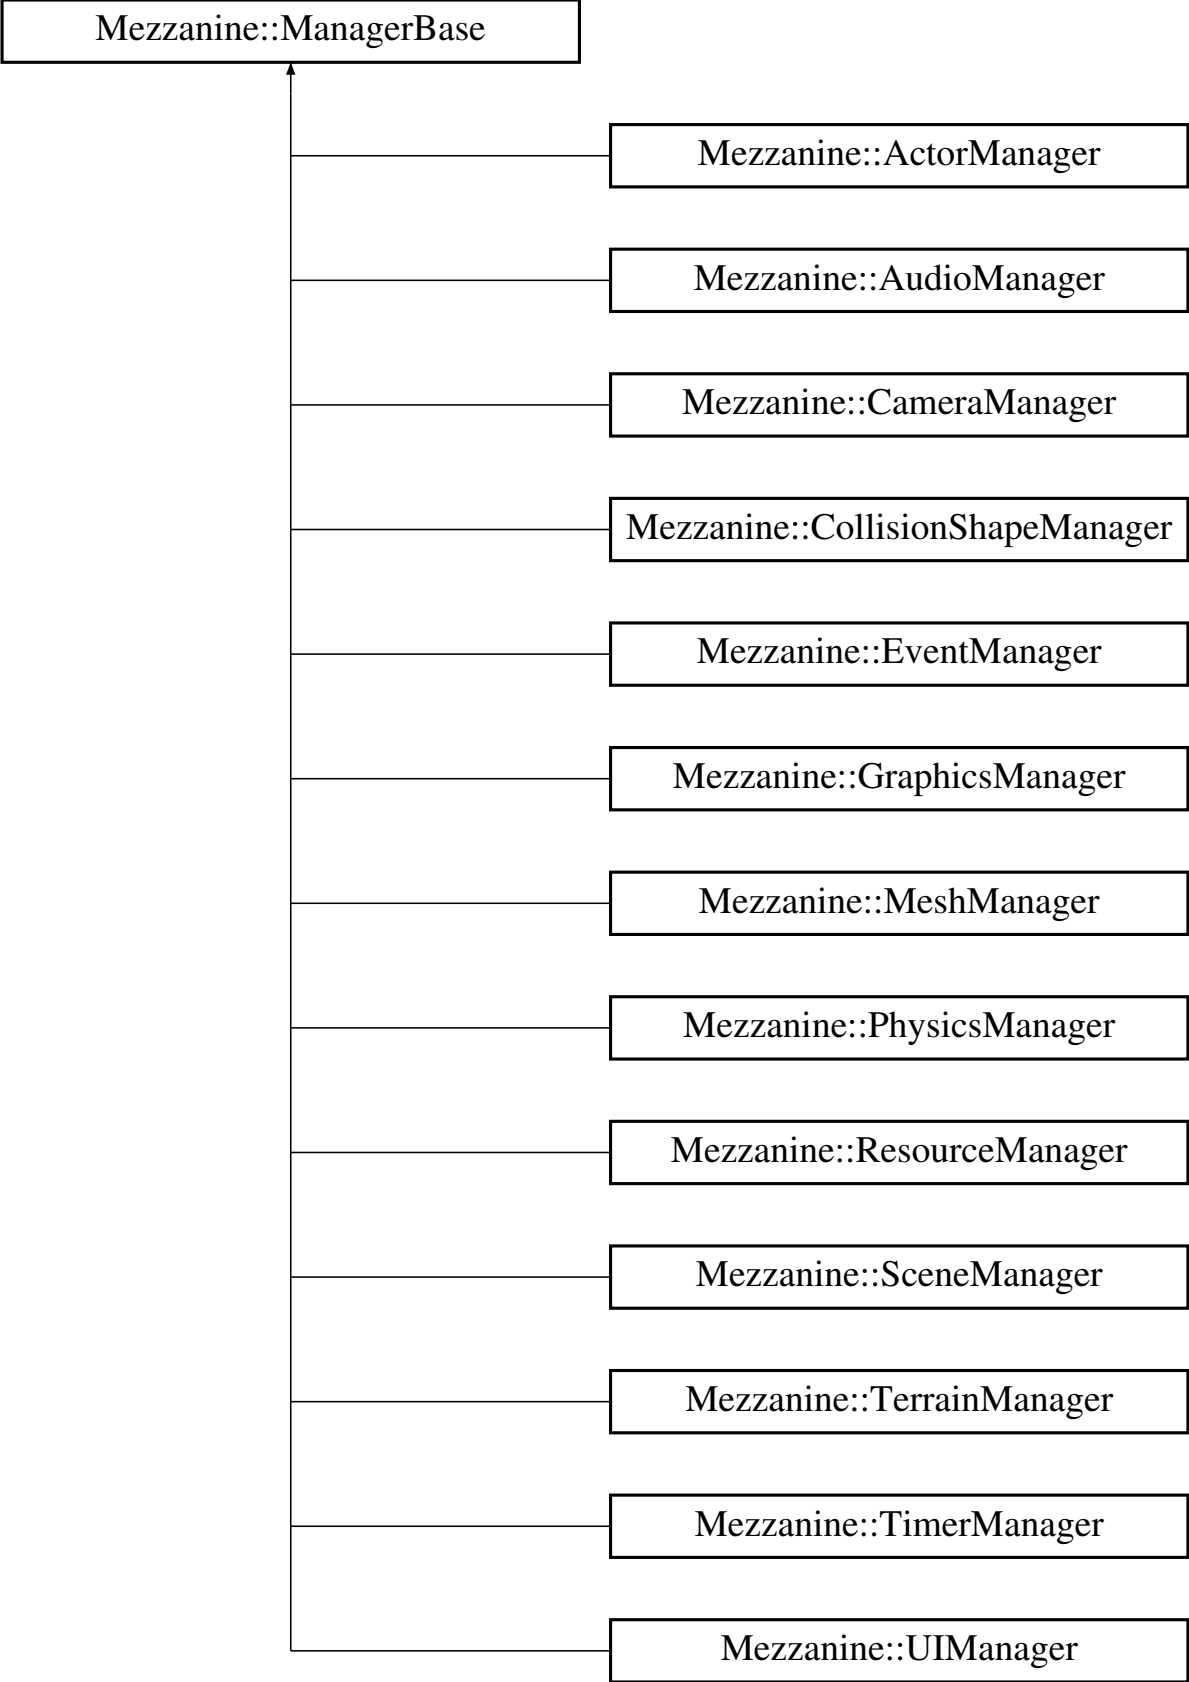 Mezzanine::ManagerBase
Mezzanine::ActorManager
Mezzanine::AudioManager
Mezzanine::CameraManager
Mezzanine::CollisionShapeManager
Mezzanine::EventManager
Mezzanine::GraphicsManager
Mezzanine::MeshManager
Mezzanine::PhysicsManager
Mezzanine::ResourceManager
Mezzanine::SceneManager
Mezzanine::TerrainManager
Mezzanine::TimerManager
Mezzanine::UIManager